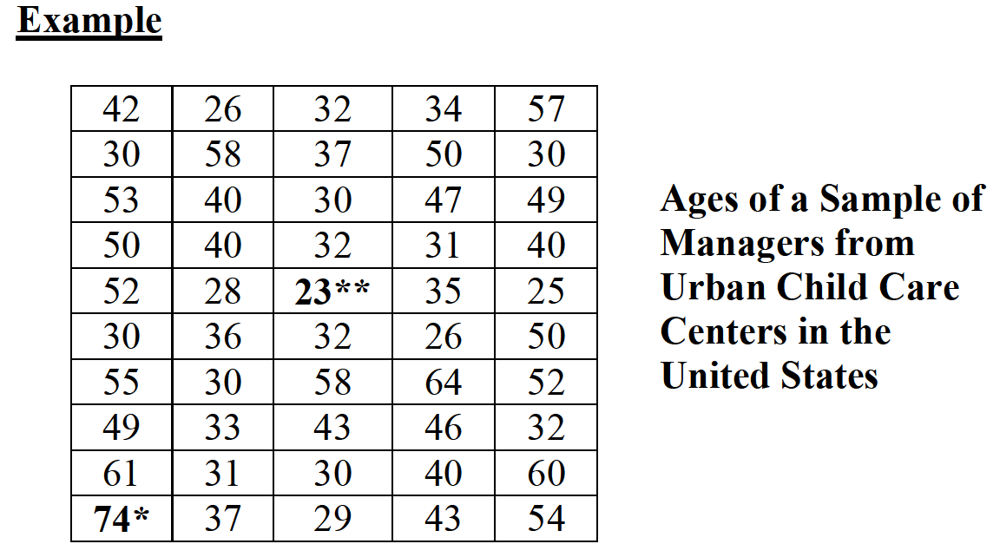 Example
42 26 32 34 57
30 58 37 50 30
53 40 30 47 49
50 40 32 31 40
52 28 23** 35 25
30 36 32 26 50
55 30 58 64 52
49 33 43 46 32
61 31 30 40 60
74* 37 29 43 54
Ages of a Sample of
Managers from
Urban Child Care
Centers in the
United States